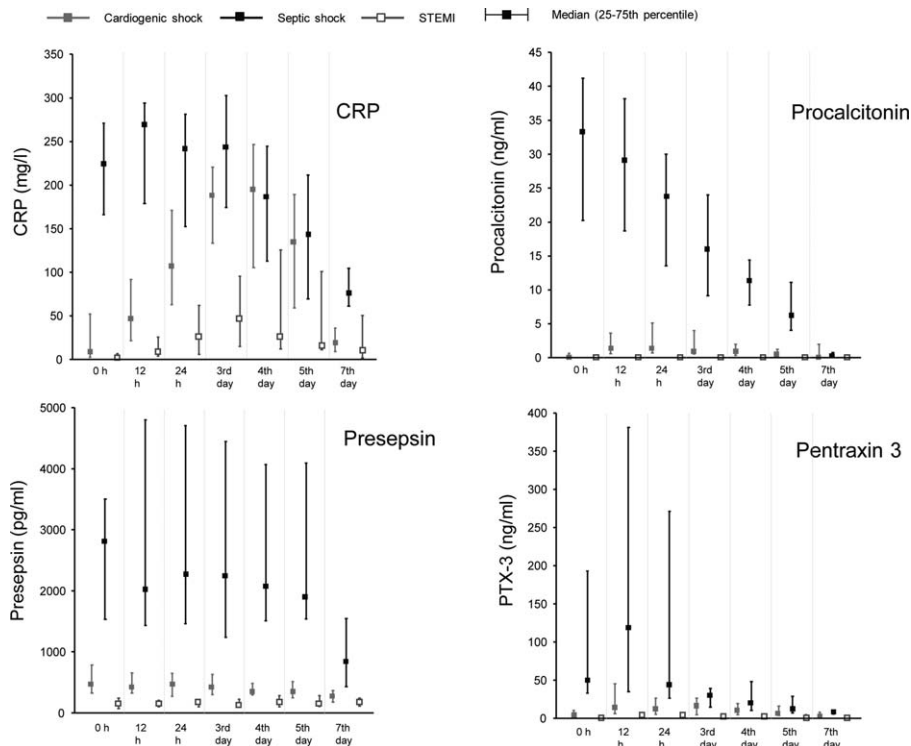 Cardiogenic shock Septic shock STEMI Median (25-75th percentile)
CRP
CRP (mg/l)
350
300
250
200
150
100
50
0
0 h 12 h 24 h 3rd day 4th day 5th day 7th day
Procalcitonin
Procalcitonin (ng/ml)
45
40
35
30
25
20
15
10
5
0
0 h 12 h 24 h 3rd day 4th day 5th day 7th day
Presepsin
Presepsin (pg/ml)
5000
4000
3000
2000
1000
0
0 h 12 h 24 h 3rd day 4th day 5th day 7th day
Pentraxin 3
PTX-3 (ng/ml)
400
350
300
250
200
150
100
50
0
0 h 12 h 24 h 3rd day 4th day 5th day 7th day